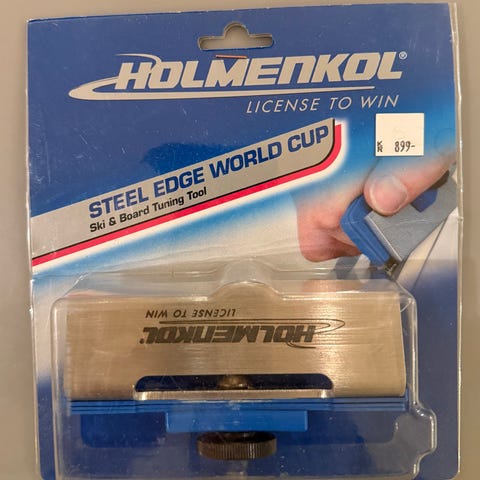 HOLMENKOL®
LICENSE TO WIN
899-
STEEL EDGE WORLD CUP
Ski & Board Tuning Tool
HOLMENKOL®
LICENSE TO WIN